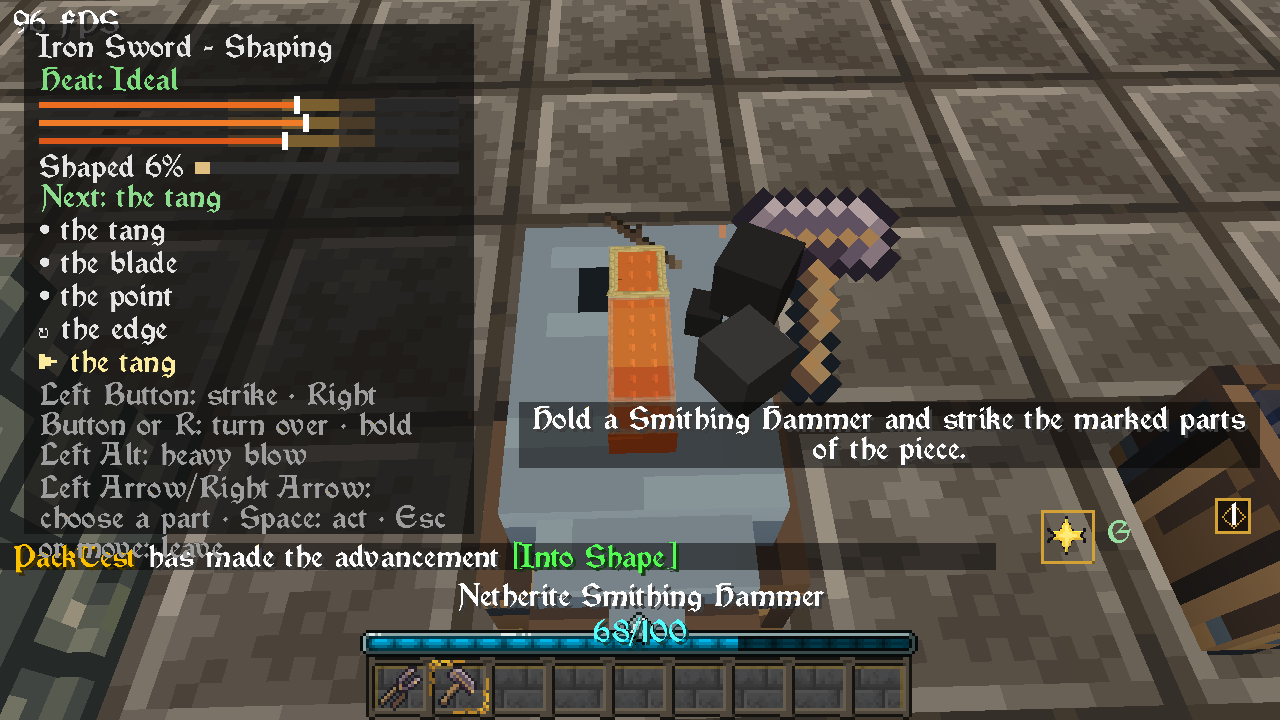 96 FPS
Iron Sword - Shaping
Heat: Ideal
Shaped 6%
Next: the tang
• the tang
• the blade
• the point
the edge
the tang
Left Button: strike · Right
Button or R: turn over · hold
Left Alt: heavy blow
Left Arrow/Right Arrow:
choose a part · Space: act · Esc
or move: leave
Hold a Smithing Hammer and strike the marked parts
of the piece.
PackTest has made the advancement [Into Shape]
Netherite Smithing Hammer
68/100